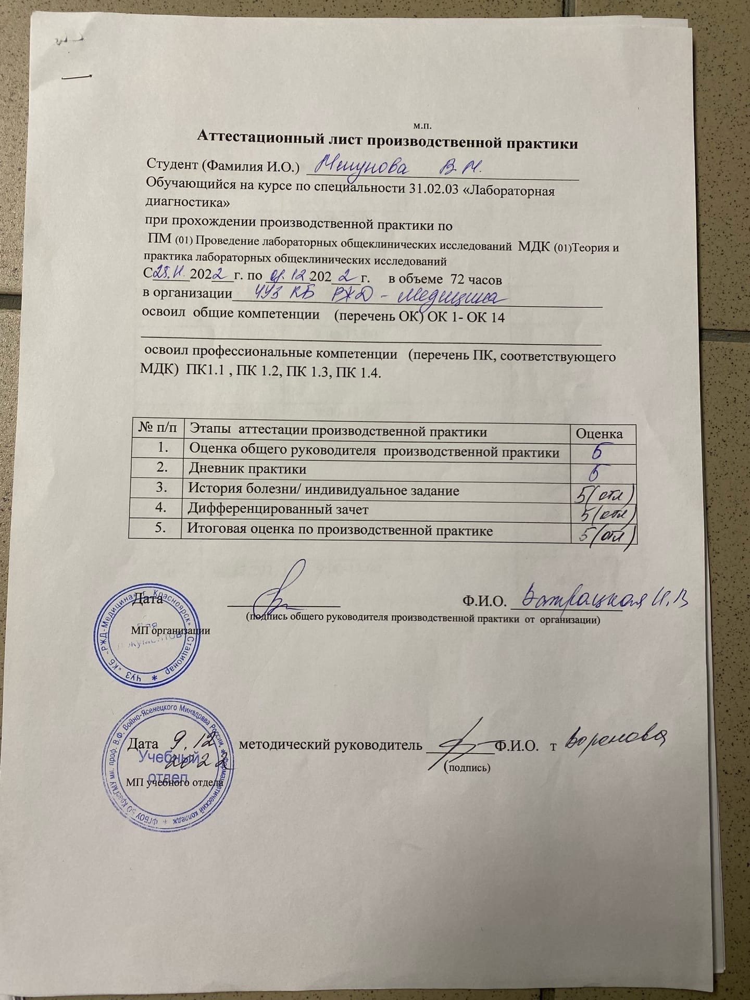 м.п.
Аттестационный лист производственной практики
Студент (Фамилия И.О.) В.М.
Обучающийся на курсе по специальности 31.02.03 «Лабораторная
диагностика»
при прохождении производственной практики по
ПМ (01) Проведение лабораторных общеклинических исследований МДК (01)Теория и
практика лабораторных общеклинических исследований
С 2022 г. по 12 2022 г. в объеме 72 часов
в организации ЧУЗ КБ РЖД - Медицина
освоил общие компетенции (перечень ОК) ОК 1- ОК 14
освоил профессиональные компетенции (перечень ПК, соответствующего
МДК) ПК1.1 , ПК 1.2, ПК 1.3, ПК 1.4.
№ п/п Этапы аттестации производственной практики Оценка
1. Оценка общего руководителя производственной практики 5
2. Дневник практики 5
3. История болезни/ индивидуальное задание 5(отл)
4. Дифференцированный зачет 5(отл)
5. Итоговая оценка по производственной практике 5(отл)
Дата Ф.И.О. И.В
(подпись общего руководителя производственной практики от организации)
МП организации
ЧУЗ "КБ "РЖД-Медицина" г. Красноярск" Стационар *
Для документов
Дата 9.12 2022 методический руководитель Ф.И.О. т Воронова
(подпись)
МП учебного отдела
ФГБОУ ВО КрасГМУ им. проф. В.Ф. Войно-Ясенецкого Минздрава России * Фармацевтический колледж *
Учебный
отдел